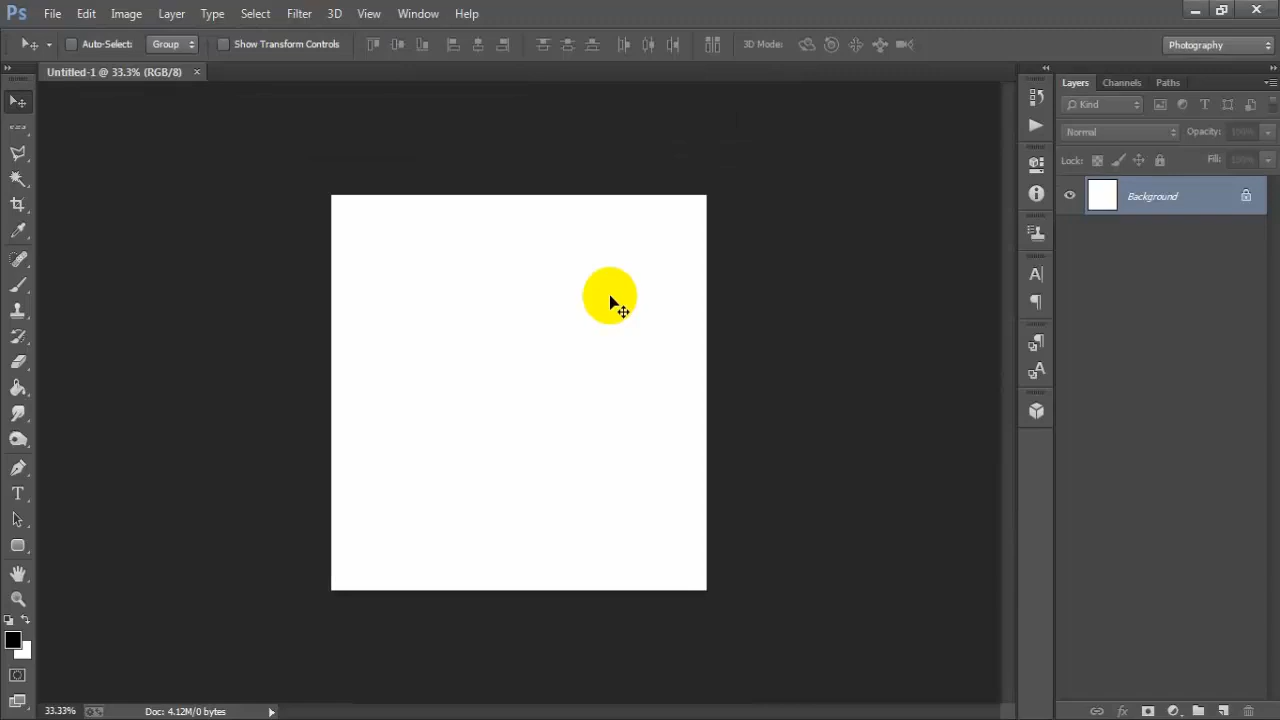 Ps File Edit Image Layer Type Select Filter 3D View Window Help
Auto-Select: Group Show Transform Controls 3D Mode: Photography
Untitled-1 @ 33.3% (RGB/8) ×
Layers Channels Paths
Kind
Normal Opacity: 100%
Lock: Fill: 100%
Background
33.33% Doc: 4.12M/0 bytes